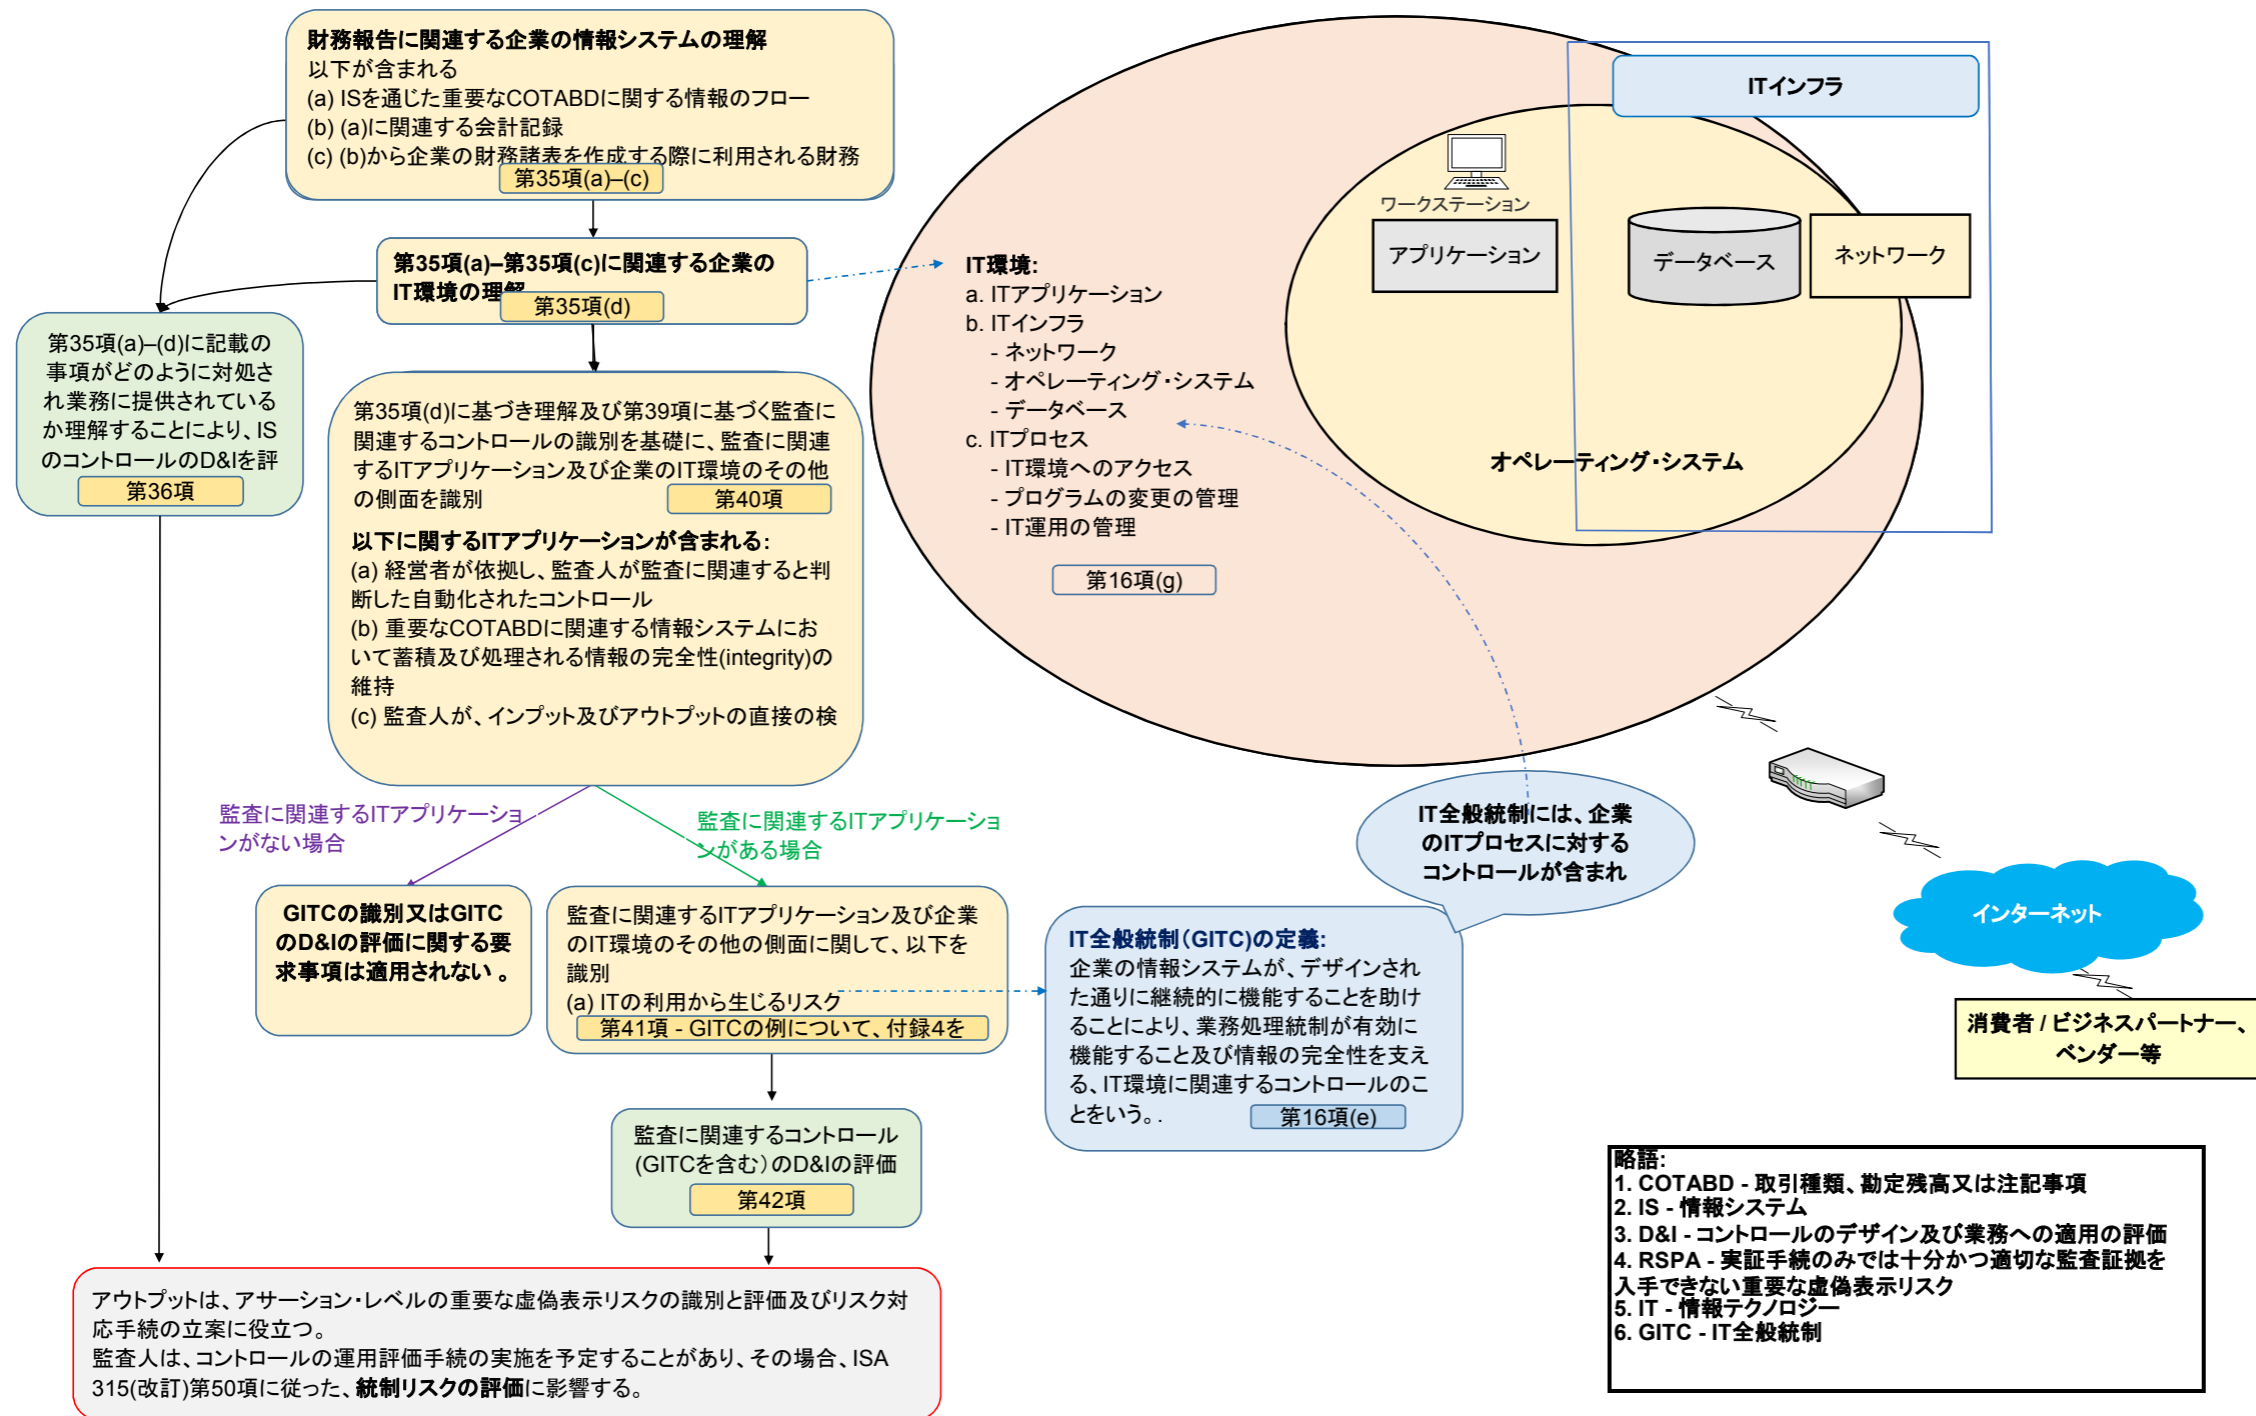 財務報告に関連する企業の情報システムの理解
以下が含まれる
(a) ISを通じた重要なCOTABDに関する情報のフロー
(b) (a)に関連する会計記録
(c) (b)から企業の財務諸表を作成する際に利用される財務
第35項(a)–(c)
第35項(a)–第35項(c)に関連する企業の
IT環境の理解
第35項(d)
第35項(a)–(d)に記載の
事項がどのように対処さ
れ業務に提供されている
か理解することにより、IS
のコントロールのD&Iを評
第36項
第35項(d)に基づき理解及び第39項に基づく監査に
関連するコントロールの識別を基礎に、監査に関連
するITアプリケーション及び企業のIT環境のその他
の側面を識別
第40項
以下に関するITアプリケーションが含まれる:
(a) 経営者が依拠し、監査人が監査に関連すると判
断した自動化されたコントロール
(b) 重要なCOTABDに関連する情報システムにお
いて蓄積及び処理される情報の完全性(integrity)の
維持
(c) 監査人が、インプット及びアウトプットの直接の検
監査に関連するITアプリケーショ
ンがない場合
監査に関連するITアプリケーショ
ンがある場合
GITCの識別又はGITC
のD&Iの評価に関する要
求事項は適用されない 。
監査に関連するITアプリケーション及び企業
のIT環境のその他の側面に関して、以下を
識別
(a) ITの利用から生じるリスク
第41項 - GITCの例について、付録4を
監査に関連するコントロール
(GITCを含む）のD&Iの評価
第42項
アウトプットは、アサーション・レベルの重要な虚偽表示リスクの識別と評価及びリスク対
応手続の立案に役立つ。
監査人は、コントロールの運用評価手続の実施を予定することがあり、その場合、ISA
315(改訂)第50項に従った、統制リスクの評価に影響する。
IT環境:
a. ITアプリケーション
b. ITインフラ
- ネットワーク
- オペレーティング・システム
- データベース
c. ITプロセス
- IT環境へのアクセス
- プログラムの変更の管理
- IT運用の管理
第16項(g)
ITインフラ
ワークステーション
アプリケーション
データベース
ネットワーク
オペレーティング・システム
IT全般統制には、企業
のITプロセスに対する
コントロールが含まれ
IT全般統制（GITC)の定義:
企業の情報システムが、デザインされ
た通りに継続的に機能することを助け
ることにより、業務処理統制が有効に
機能すること及び情報の完全性を支え
る、IT環境に関連するコントロールのこ
とをいう。.
第16項(e)
インターネット
消費者 / ビジネスパートナー、
ベンダー等
略語:
1. COTABD - 取引種類、勘定残高又は注記事項
2. IS - 情報システム
3. D&I - コントロールのデザイン及び業務への適用の評価
4. RSPA - 実証手続のみでは十分かつ適切な監査証拠を
入手できない重要な虚偽表示リスク
5. IT - 情報テクノロジー
6. GITC - IT全般統制